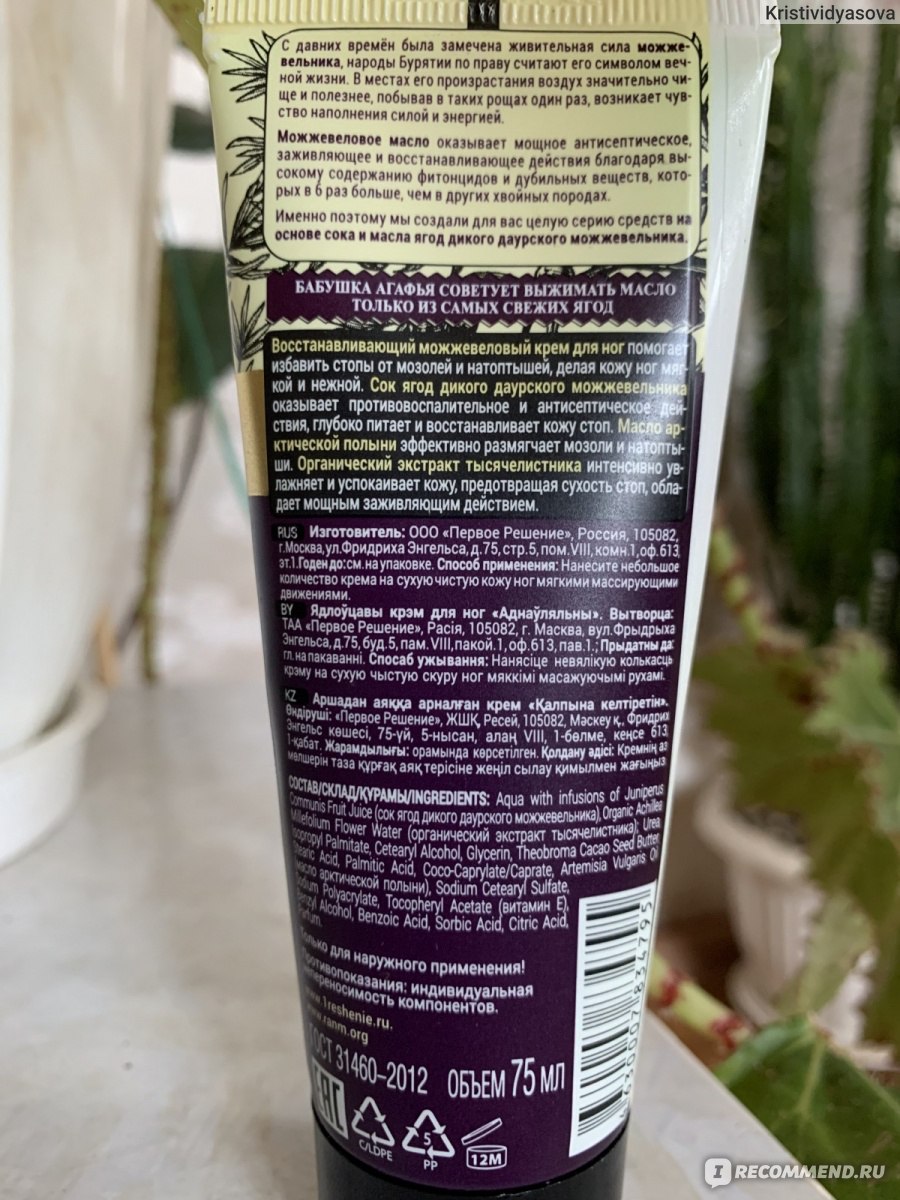 Kristividyasova
С давних времён была замечена живительная сила можже-
вельника, народы Бурятии по праву считают его символом веч-
ной жизни. В местах его произрастания воздух значительно чи-
ще и полезнее, побывав в таких рощах один раз, возникает чув-
ство наполнения силой и энергией.
Можжевеловое масло оказывает мощное антисептическое,
заживляющее и восстанавливающее действия благодаря вы-
сокому содержанию фитонцидов и дубильных веществ, кото-
рых в 6 раз больше, чем в других хвойных породах.
Именно поэтому мы создали для вас целую серию средств на
основе сока и масла ягод дикого даурского можжевельника.
БАБУШКА АГАФЬЯ СОВЕТУЕТ ВЫЖИМАТЬ МАСЛО
ТОЛЬКО ИЗ САМЫХ СВЕЖИХ ЯГОД
Восстанавливающий можжевеловый крем для ног помогает
избавить стопы от мозолей и натоптышей, делая кожу ног мяг-
кой и нежной. Сок ягод дикого даурского можжевельника
оказывает противовоспалительное и антисептическое дей-
ствия, глубоко питает и восстанавливает кожу стоп. Масло ар-
ктической полыни эффективно размягчает мозоли и натопты-
ши. Органический экстракт тысячелистника интенсивно ув-
лажняет и успокаивает кожу, предотвращая сухость стоп, обла-
дает мощным заживляющим действием.
RUS Изготовитель: ООО «Первое Решение», Россия, 105082,
г.Москва,ул.Фридриха Энгельса,д.75,стр.5,пом.VIII,комн.1,оф.613,
эт.1.Годен до:см.на упаковке. Способ применения: Нанесите небольшое
количество крема на сухую чистую кожу ног мягкими массирующими
движениями.
BY Ядлоўцавы крэм для ног «Аднаўляльны». Вытворца:
ТАА «Первое Решение», Расія, 105082, г. Масква, вул.Фрыдрыха
Энгельса,д.75,буд.5, пам.VIII,пакой.1, оф.613,пав.1.; Прыдатны да:
гл.на пакаванні. Спосаб ужывання: Нанясіце невялікую колькасць
крэму на сухую чыстую скуру ног мяккімі масажуючымі рухамі.
KZ Аршадан аяққа арналған крем «Қалпына келтіретін».
Өндіруші: «Первое Решение», ЖШҚ, Ресей, 105082, Мәскеу қ., Фридрих
Энгельс көшесі, 75-үй, 5-нысан, алаң VIII, 1-бөлме, кеңсе 613,
1-қабат. Жарамдылығы: орамында көрсетілген. Қолдану әдісі: Кремнің аз
мөлшерін таза құрғақ аяқ терісіне жеңіл сылау қимылмен жағыңыз
СОСТАВ/СКЛАД/ҚҰРАМЫ/INGREDIENTS: Aqua with infusions of Juniperus
Communis Fruit Juice (сок ягод дикого даурского можжевельника), Organic Achillea
Millefolium Flower Water (органический экстракт тысячелистника); Urea
Isopropyl Palmitate, Cetearyl Alcohol, Glycerin, Theobroma Cacao Seed Butter,
Stearic Acid, Palmitic Acid, Coco-Caprylate/Caprate, Artemisia Vulgaris Oil
(масло арктической полыни), Sodium Cetearyl Sulfate,
Sodium Polyacrylate, Tocopheryl Acetate (витамин Е),
Benzyl Alcohol, Benzoic Acid, Sorbic Acid, Citric Acid,
Parfum.
Только для наружного применения!
Противопоказания: индивидуальная
непереносимость компонентов.
www.1reshenie.ru.
www.ranm.org
ГОСТ 31460–2012 ОБЪЕМ 75 МЛ
EAC
C/LDPE
5
PP
12M
4 630007 834795
IRECOMMEND.RU